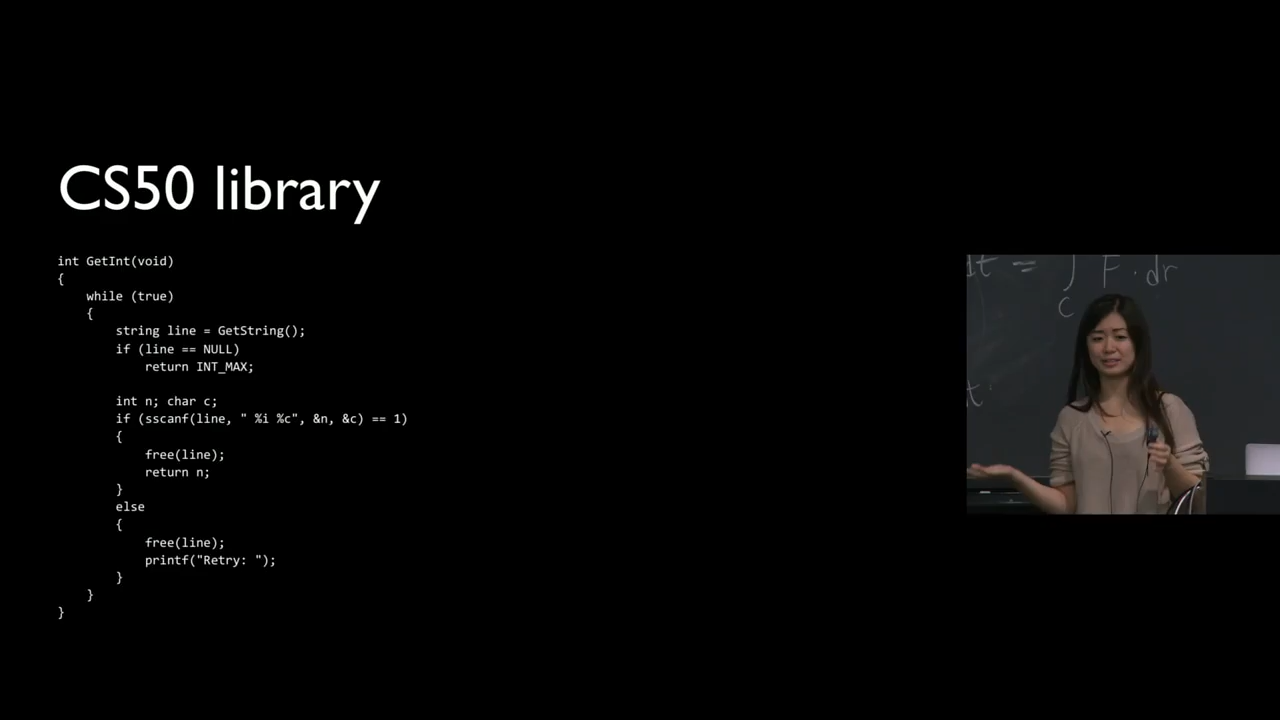 CS50 library
int GetInt(void)
{
    while (true)
    {
        string line = GetString();
        if (line == NULL)
            return INT_MAX;

        int n; char c;
        if (sscanf(line, " %i %c", &n, &c) == 1)
        {
            free(line);
            return n;
        }
        else
        {
            free(line);
            printf("Retry: ");
        }
    }
}
= ∫ F · dr
C